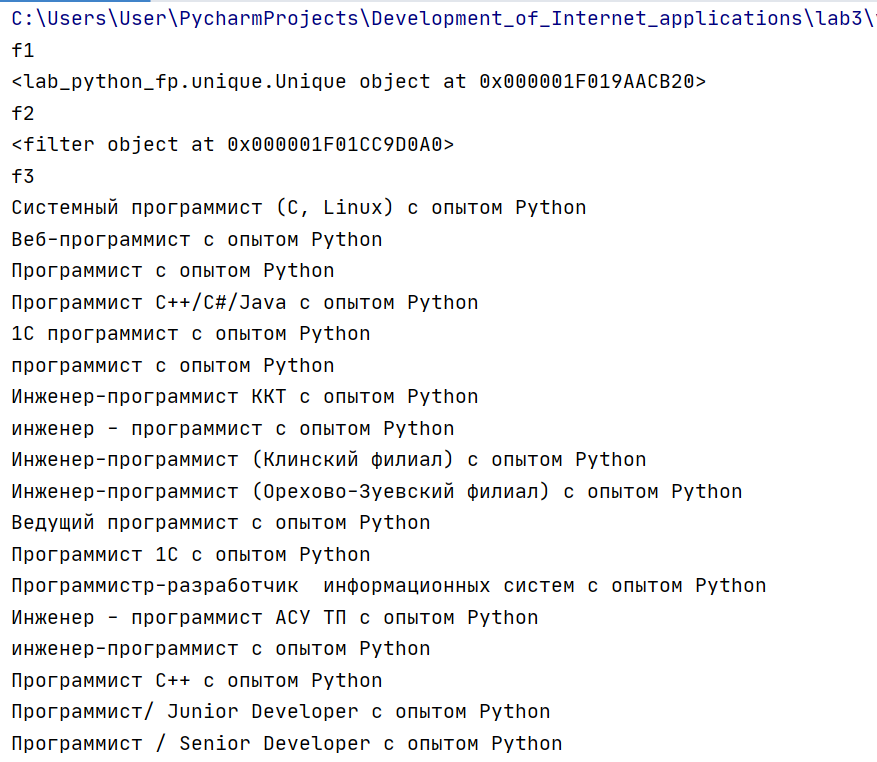 C:\Users\User\PycharmProjects\Development_of_Internet_applications\lab3\
f1
<lab_python_fp.unique.Unique object at 0x000001F019AACB20>
f2
<filter object at 0x000001F01CC9D0A0>
f3
Системный программист (C, Linux) с опытом Python
Веб-программист с опытом Python
Программист с опытом Python
Программист C++/C#/Java с опытом Python
1С программист с опытом Python
программист с опытом Python
Инженер-программист ККТ с опытом Python
инженер - программист с опытом Python
Инженер-программист (Клинский филиал) с опытом Python
Инженер-программист (Орехово-Зуевский филиал) с опытом Python
Ведущий программист с опытом Python
Программист 1С с опытом Python
Программистр-разработчик  информационных систем с опытом Python
Инженер - программист АСУ ТП с опытом Python
инженер-программист с опытом Python
Программист C++ с опытом Python
Программист/ Junior Developer с опытом Python
Программист / Senior Developer с опытом Python